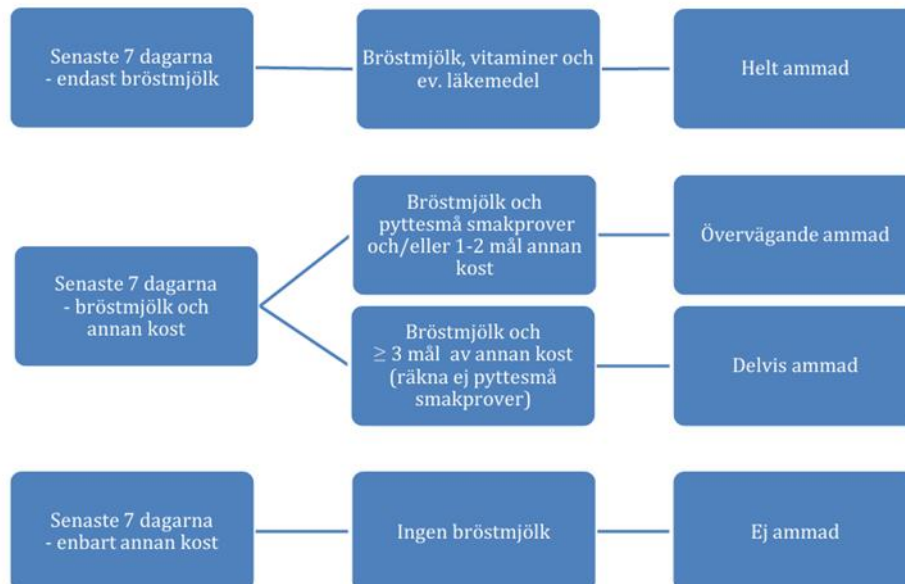 Senaste 7 dagarna
- endast bröstmjölk
Bröstmjölk, vitaminer och
ev. läkemedel
Helt ammad
Senaste 7 dagarna
- bröstmjölk och
annan kost
Bröstmjölk och
pyttesmå smakprover
och/eller 1-2 mål annan
kost
Övervägande ammad
Bröstmjölk och
≥ 3 mål av annan kost
(räkna ej pyttesmå
smakprover)
Delvis ammad
Senaste 7 dagarna
- enbart annan kost
Ingen bröstmjölk
Ej ammad